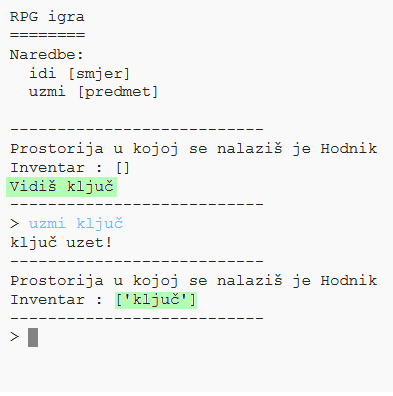 RPG igra
========
Naredbe:
  idi [smjer]
  uzmi [predmet]
---------------------------
Prostorija u kojoj se nalaziš je Hodnik
Inventar : []
Vidiš ključ
---------------------------
> uzmi ključ
ključ uzet!
---------------------------
Prostorija u kojoj se nalaziš je Hodnik
Inventar : ['ključ']
---------------------------
>